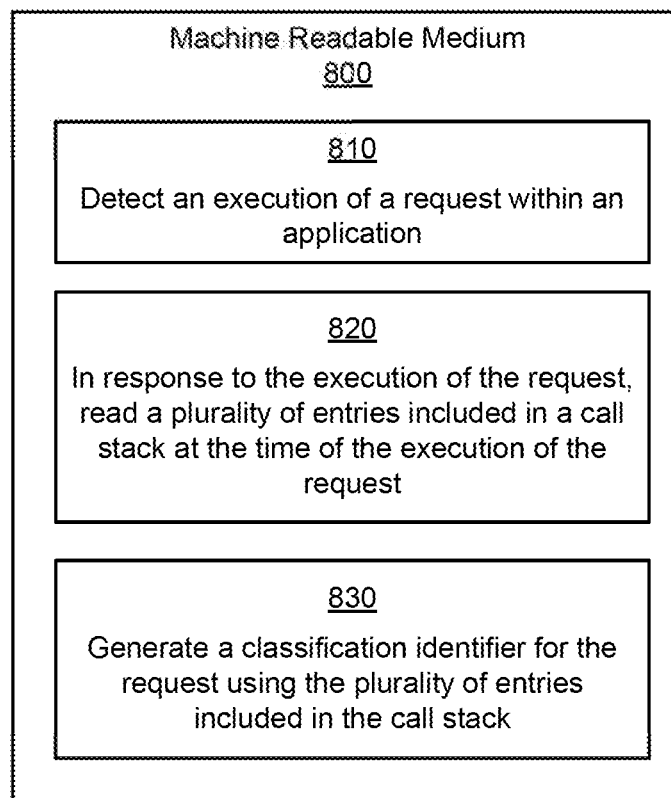 Machine Readable Medium
800
810
Detect an execution of a request within an
application
820
In response to the execution of the request,
read a plurality of entries included in a call
stack at the time of the execution of the
request
830
Generate a classification identifier for the
request using the plurality of entries
included in the call stack